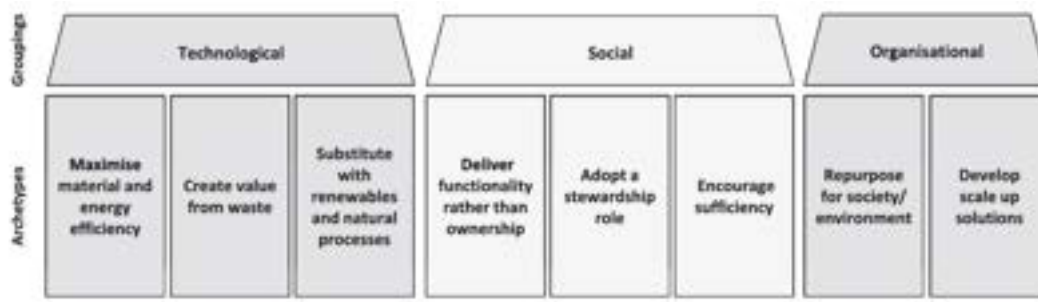 Groupings
Technological
Social
Organisational
Archetypes
Maximise
material and
energy
efficiency
Create value
from waste
Substitute
with
renewables
and natural
processes
Deliver
functionality
rather than
ownership
Adopt a
stewardship
role
Encourage
sufficiency
Repurpose
for society/
environment
Develop
scale up
solutions